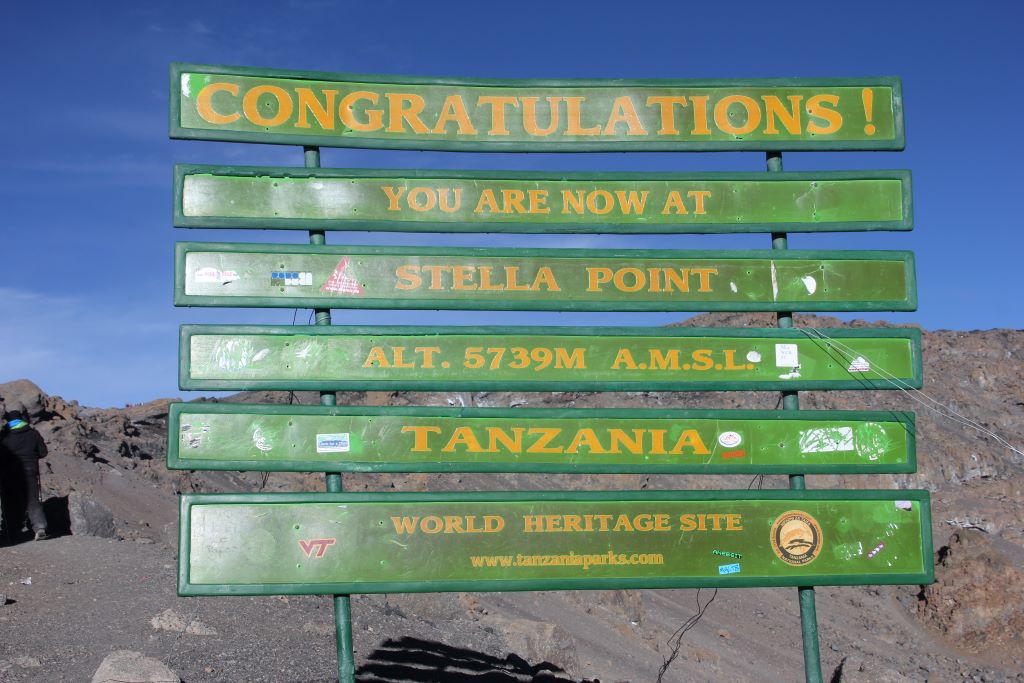 CONGRATULATIONS!
YOU ARE NOW AT
STELLA POINT
ALT. 5739M A.M.S.L.
TANZANIA
WORLD HERITAGE SITE
VT
www.tanzaniaparks.com